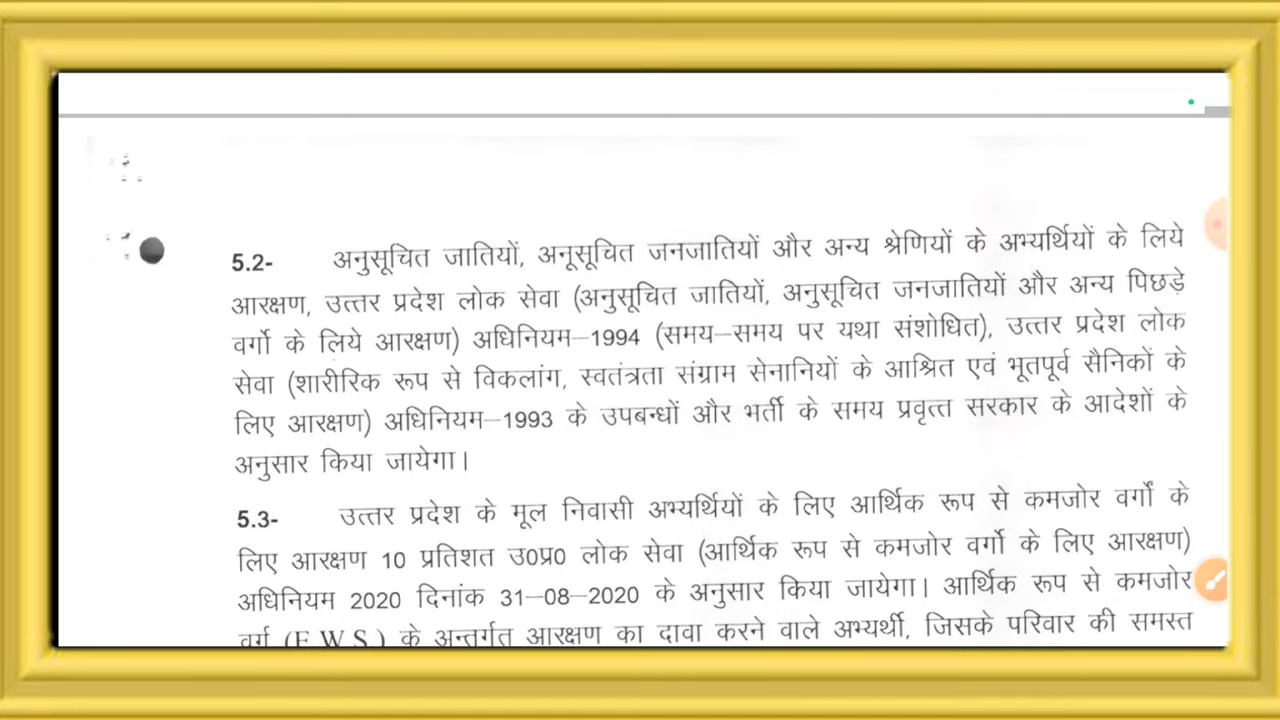 5.2- अनुसूचित जातियों, अनूसूचित जनजातियों और अन्य श्रेणियों के अभ्यर्थियों के लिये
आरक्षण, उत्तर प्रदेश लोक सेवा (अनुसूचित जातियों, अनुसूचित जनजातियों और अन्य पिछड़े
वर्गो के लिये आरक्षण) अधिनियम–1994 (समय–समय पर यथा संशोधित), उत्तर प्रदेश लोक
सेवा (शारीरिक रूप से विकलांग, स्वतंत्रता संग्राम सेनानियों के आश्रित एवं भूतपूर्व सैनिकों के
लिए आरक्षण) अधिनियम–1993 के उपबन्धों और भर्ती के समय प्रवृत्त सरकार के आदेशों के
अनुसार किया जायेगा।
5.3- उत्तर प्रदेश के मूल निवासी अभ्यर्थियों के लिए आर्थिक रूप से कमजोर वर्गों के
लिए आरक्षण 10 प्रतिशत उ0प्र0 लोक सेवा (आर्थिक रूप से कमजोर वर्गो के लिए आरक्षण)
अधिनियम 2020 दिनांक 31–08–2020 के अनुसार किया जायेगा। आर्थिक रूप से कमजोर
वर्ग (E.W.S.) के अन्तर्गत आरक्षण का दावा करने वाले अभ्यर्थी, जिसके परिवार की समस्त